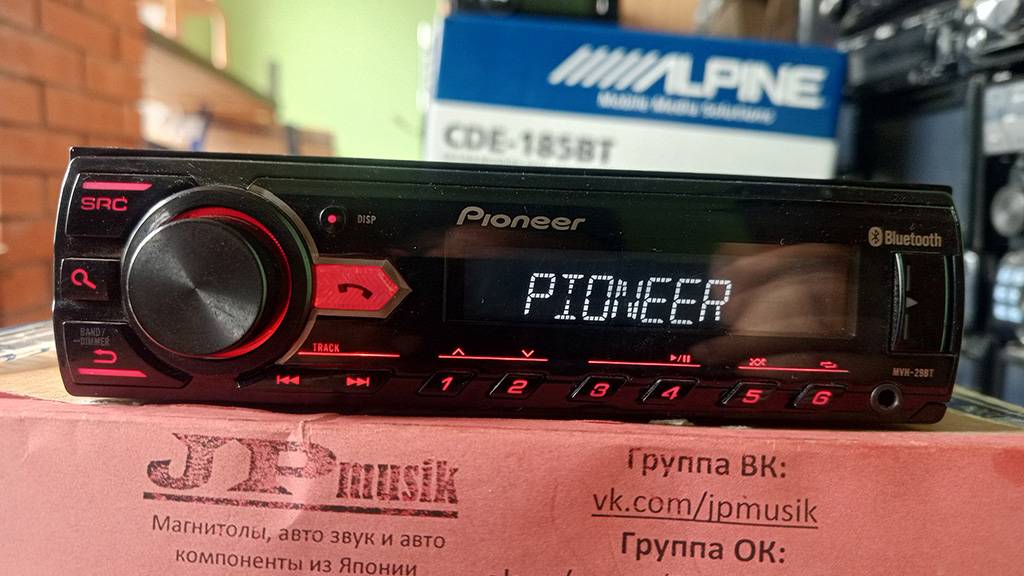 ALPINE
Mobile Media Solutions
CDE-185BT
SRC
DISP
Pioneer
Bluetooth
PIONEER
BAND/
DIMMER
TRACK
MVH-29BT
1 2 3 4 5 6
JPmusik
Магнитолы, авто звук и авто
компоненты из Японии
Группа ВК:
vk.com/jpmusik
Группа ОК: